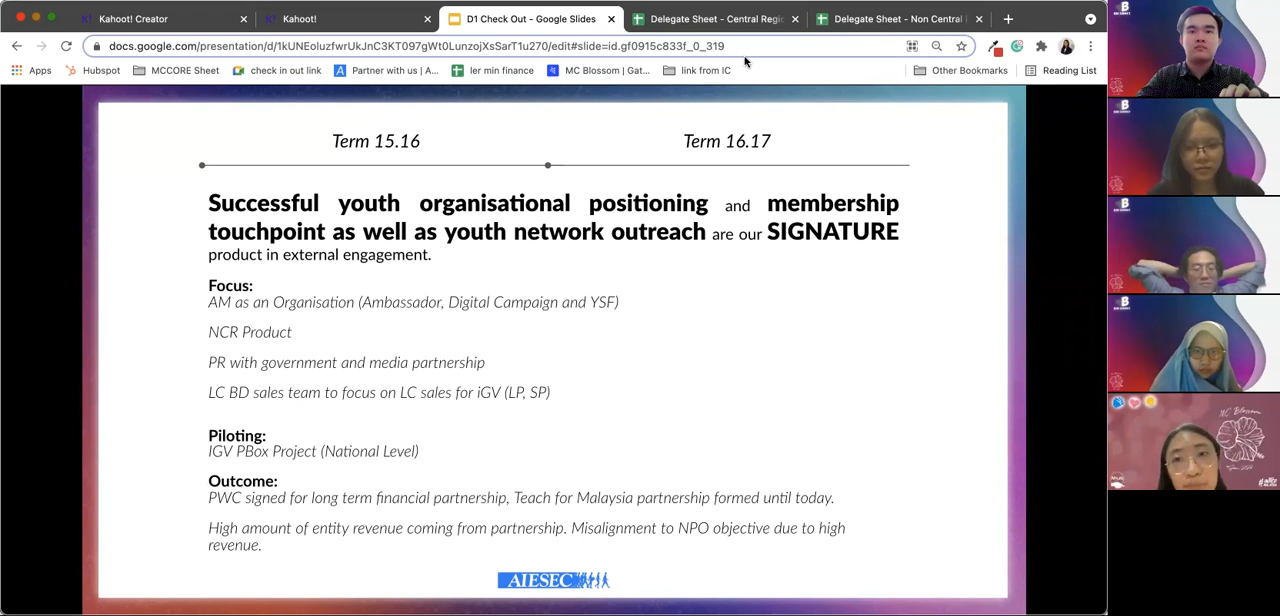 Kahoot! Creator
Kahoot!
D1 Check Out - Google Slides
Delegate Sheet - Central Regi
Delegate Sheet - Non Central
docs.google.com/presentation/d/1kUNEoluzfwrUkJnC3KT097gWt0LunzojXsSarT1u270/edit#slide=id.gf0915c833f_0_319
Apps
Hubspot
MCCORE Sheet
check in out link
Partner with us | A...
ler min finance
MC Blossom | Gat...
link from IC
Other Bookmarks
Reading List
Term 15.16
Term 16.17
Successful youth organisational positioning and membership
touchpoint as well as youth network outreach are our SIGNATURE
product in external engagement.
Focus:
AM as an Organisation (Ambassador, Digital Campaign and YSF)
NCR Product
PR with government and media partnership
LC BD sales team to focus on LC sales for iGV (LP, SP)
Piloting:
IGV PBox Project (National Level)
Outcome:
PWC signed for long term financial partnership, Teach for Malaysia partnership formed until today.
High amount of entity revenue coming from partnership. Misalignment to NPO objective due to high
revenue.
AIESEC
B
B
B
B
MC Blossom